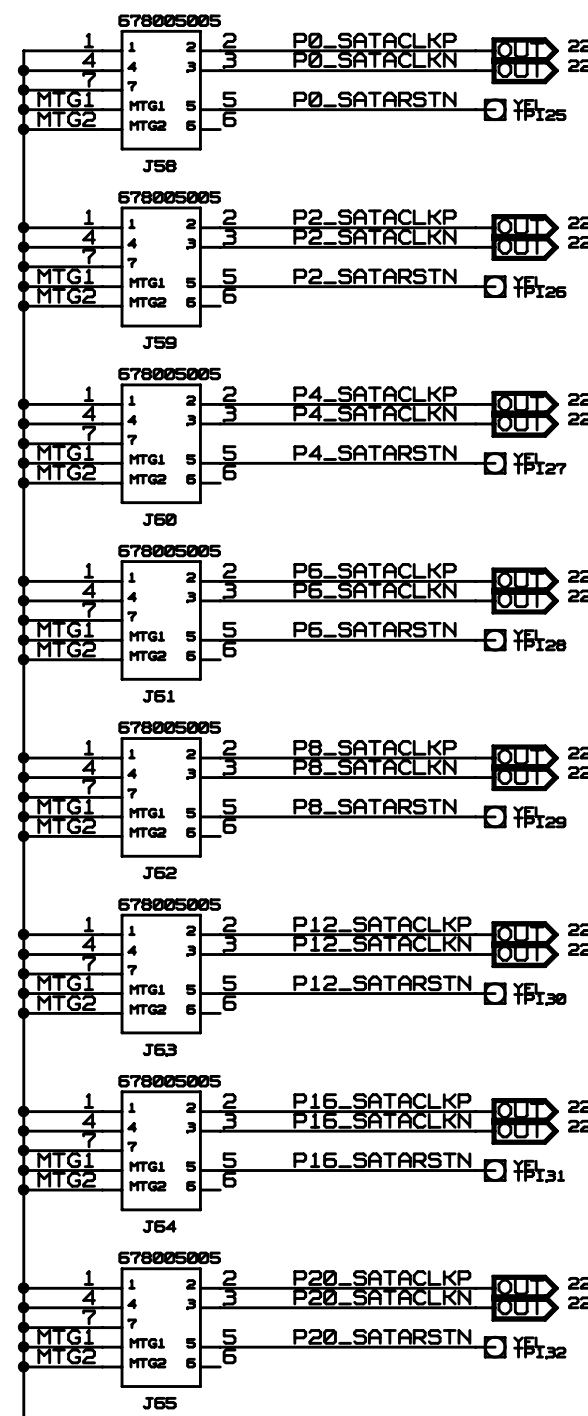 678005005
1 1 2 2 P0_SATACLKP OUT 22
4 4 3 3 P0_SATACLKN OUT 22
7 7
MTG1 MTG1 5 5 P0_SATARSTN YEL
MTG2 MTG2 6 6 TP125
J58
678005005
1 1 2 2 P2_SATACLKP OUT 22
4 4 3 3 P2_SATACLKN OUT 22
7 7
MTG1 MTG1 5 5 P2_SATARSTN YEL
MTG2 MTG2 6 6 TP126
J59
678005005
1 1 2 2 P4_SATACLKP OUT 22
4 4 3 3 P4_SATACLKN OUT 22
7 7
MTG1 MTG1 5 5 P4_SATARSTN YEL
MTG2 MTG2 6 6 TP127
J60
678005005
1 1 2 2 P6_SATACLKP OUT 22
4 4 3 3 P6_SATACLKN OUT 22
7 7
MTG1 MTG1 5 5 P6_SATARSTN YEL
MTG2 MTG2 6 6 TP128
J61
678005005
1 1 2 2 P8_SATACLKP OUT 22
4 4 3 3 P8_SATACLKN OUT 22
7 7
MTG1 MTG1 5 5 P8_SATARSTN YEL
MTG2 MTG2 6 6 TP129
J62
678005005
1 1 2 2 P12_SATACLKP OUT 22
4 4 3 3 P12_SATACLKN OUT 22
7 7
MTG1 MTG1 5 5 P12_SATARSTN YEL
MTG2 MTG2 6 6 TP130
J63
678005005
1 1 2 2 P16_SATACLKP OUT 22
4 4 3 3 P16_SATACLKN OUT 22
7 7
MTG1 MTG1 5 5 P16_SATARSTN YEL
MTG2 MTG2 6 6 TP131
J64
678005005
1 1 2 2 P20_SATACLKP OUT 22
4 4 3 3 P20_SATACLKN OUT 22
7 7
MTG1 MTG1 5 5 P20_SATARSTN YEL
MTG2 MTG2 6 6 TP132
J65